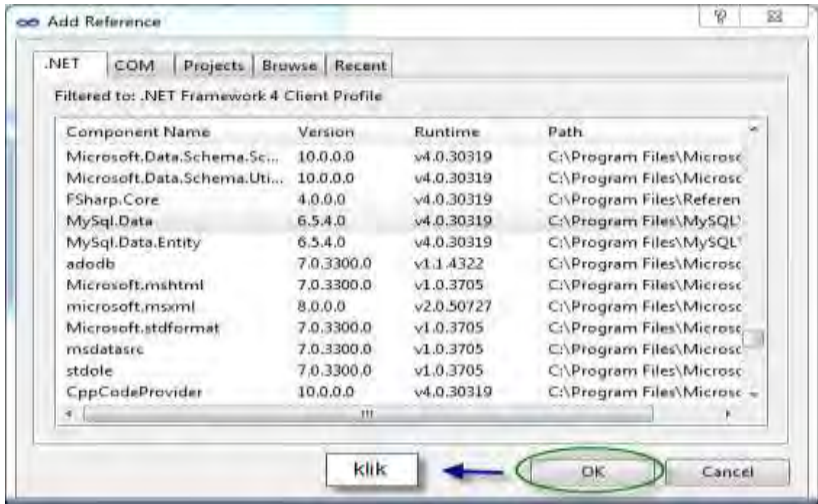 Add Reference
.NET COM Projects Browse Recent
Filtered to: .NET Framework 4 Client Profile
Component Name Version Runtime Path
Microsoft.Data.Schema.Sc... 10.0.0.0 v4.0.30319 C:\Program Files\Microsc
Microsoft.Data.Schema.Uti... 10.0.0.0 v4.0.30319 C:\Program Files\Microsc
FSharp.Core 4.0.0.0 v4.0.30319 C:\Program Files\Referen
MySql.Data 6.5.4.0 v4.0.30319 C:\Program Files\MySQL\
MySql.Data.Entity 6.5.4.0 v4.0.30319 C:\Program Files\MySQL\
adodb 7.0.3300.0 v1.1.4322 C:\Program Files\Microsc
Microsoft.mshtml 7.0.3300.0 v1.0.3705 C:\Program Files\Microsc
microsoft.msxml 8.0.0.0 v2.0.50727 C:\Program Files\Microsc
Microsoft.stdformat 7.0.3300.0 v1.0.3705 C:\Program Files\Microsc
msdatasrc 7.0.3300.0 v1.0.3705 C:\Program Files\Microsc
stdole 7.0.3300.0 v1.0.3705 C:\Program Files\Microsc
CppCodeProvider 10.0.0.0 v4.0.30319 C:\Program Files\Microsc
klik OK Cancel